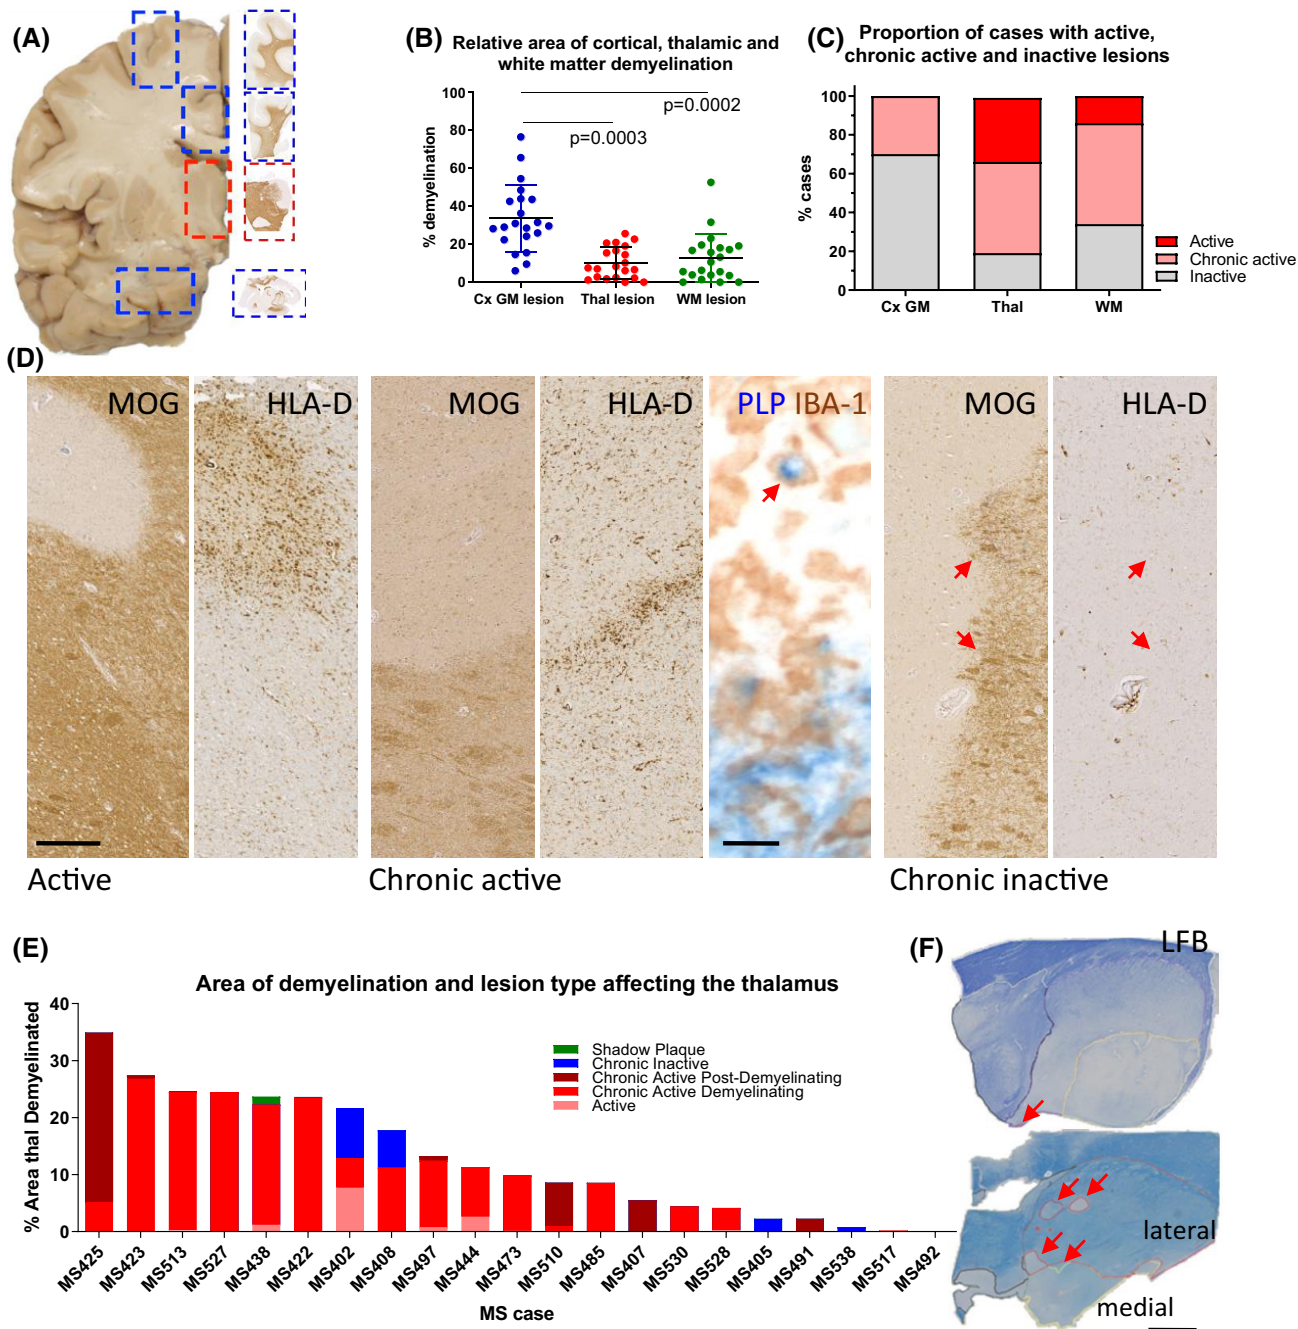 (A)
(B)
Relative area of cortical, thalamic and
white matter demyelination
% demyelination
100
80
60
40
20
0
p=0.0002
p=0.0003
Cx GM lesion
Thal lesion
WM lesion
(C)
Proportion of cases with active,
chronic active and inactive lesions
% cases
100
80
60
40
20
0
Cx GM
Thal
WM
Active
Chronic active
Inactive
(D)
MOG
HLA-D
MOG
HLA-D
PLP IBA-1
MOG
HLA-D
Active
Chronic active
Chronic inactive
(E)
Area of demyelination and lesion type affecting the thalamus
% Area thal Demyelinated
40
30
20
10
0
Shadow Plaque
Chronic Inactive
Chronic Active Post-Demyelinating
Chronic Active Demyelinating
Active
MS425
MS423
MS513
MS527
MS438
MS422
MS402
MS408
MS497
MS444
MS473
MS510
MS485
MS407
MS530
MS528
MS405
MS491
MS538
MS517
MS492
MS case
(F)
LFB
lateral
medial